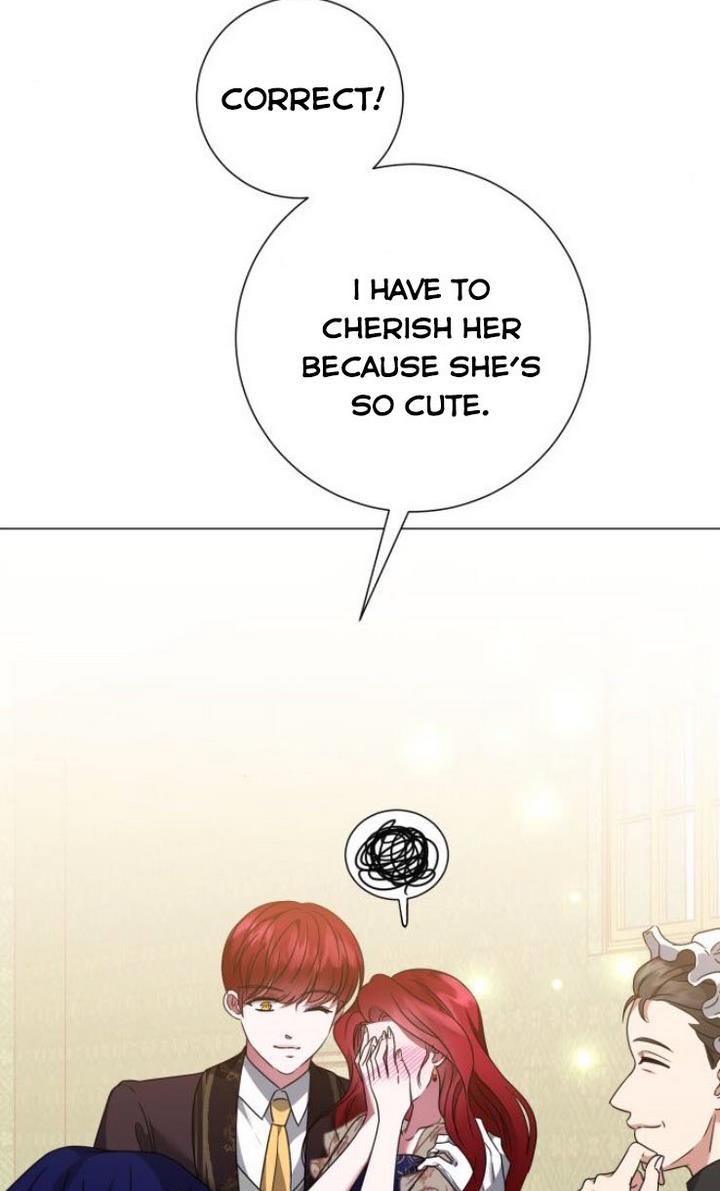 CORRECT!
I HAVE TO
CHERISH HER
BECAUSE SHE'S
SO CUTE.